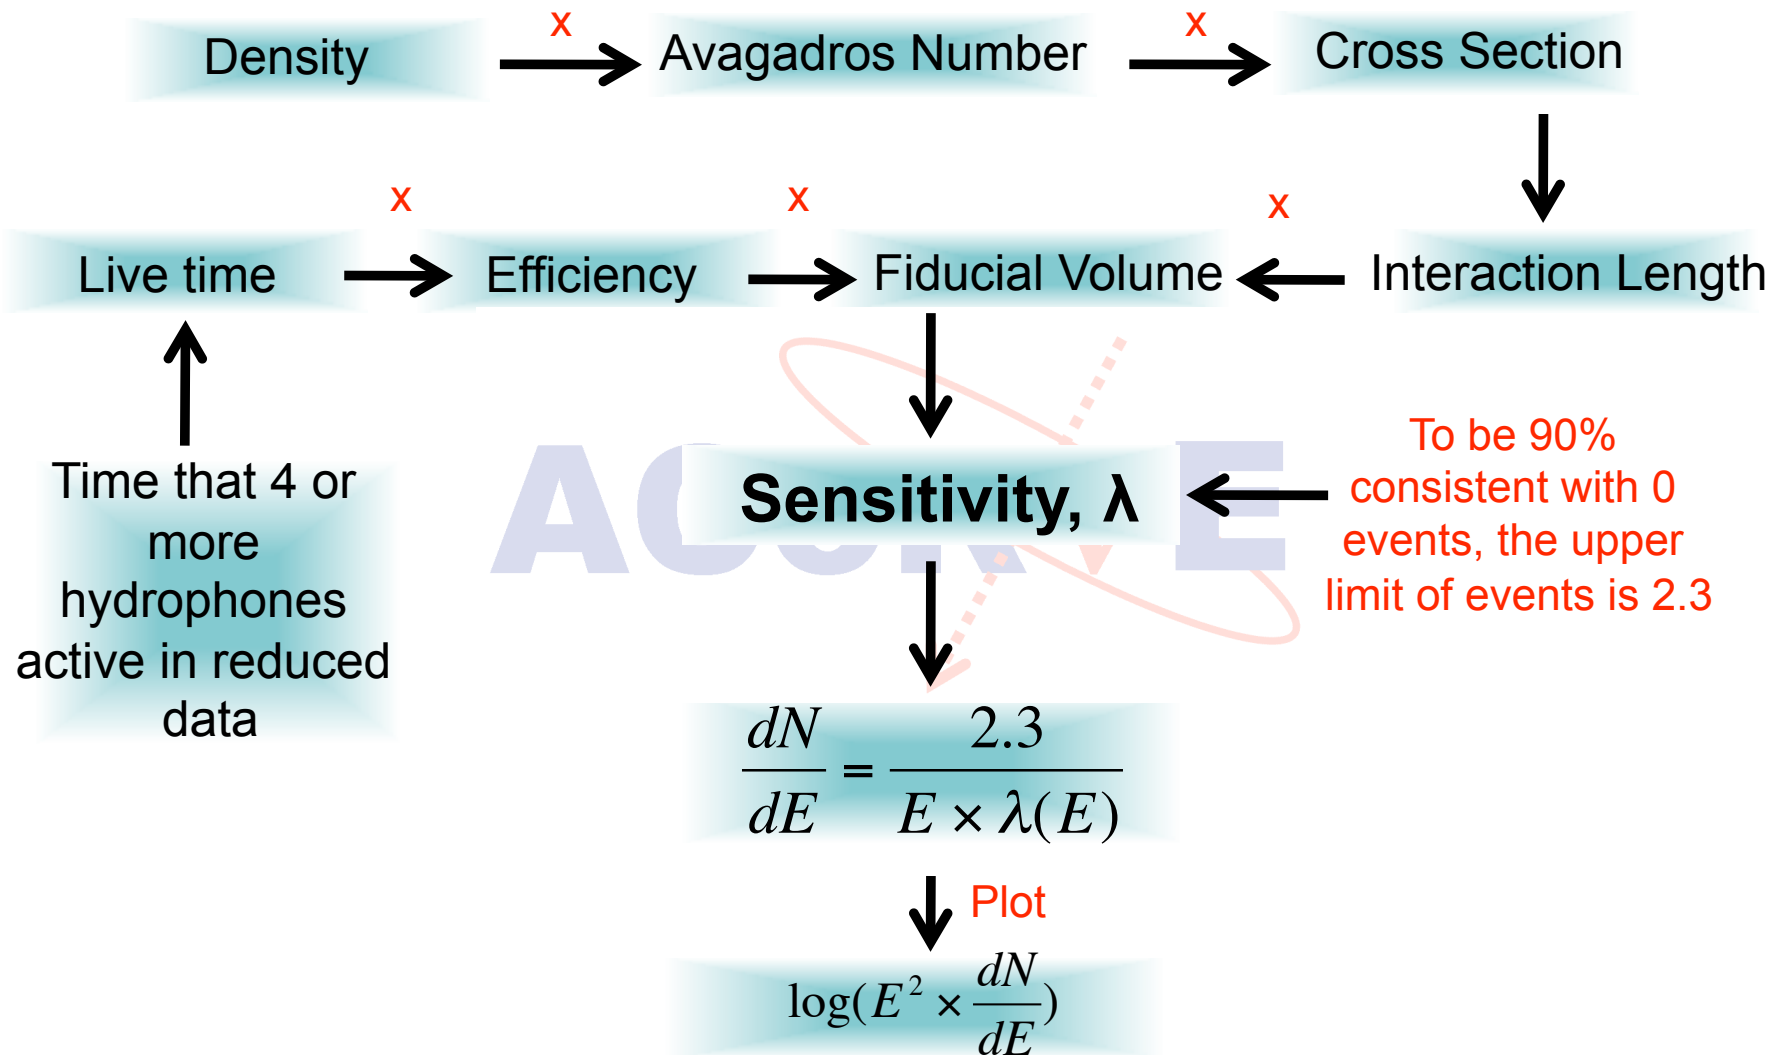 Density
x
Avagadros Number
x
Cross Section
x
x
x
Live time
Efficiency
Fiducial Volume
Interaction Length
Time that 4 or
more
hydrophones
active in reduced
data
Sensitivity, λ
To be 90%
consistent with 0
events, the upper
limit of events is 2.3
dN/dE = 2.3/(E × λ(E))
Plot
log(E² × dN/dE)